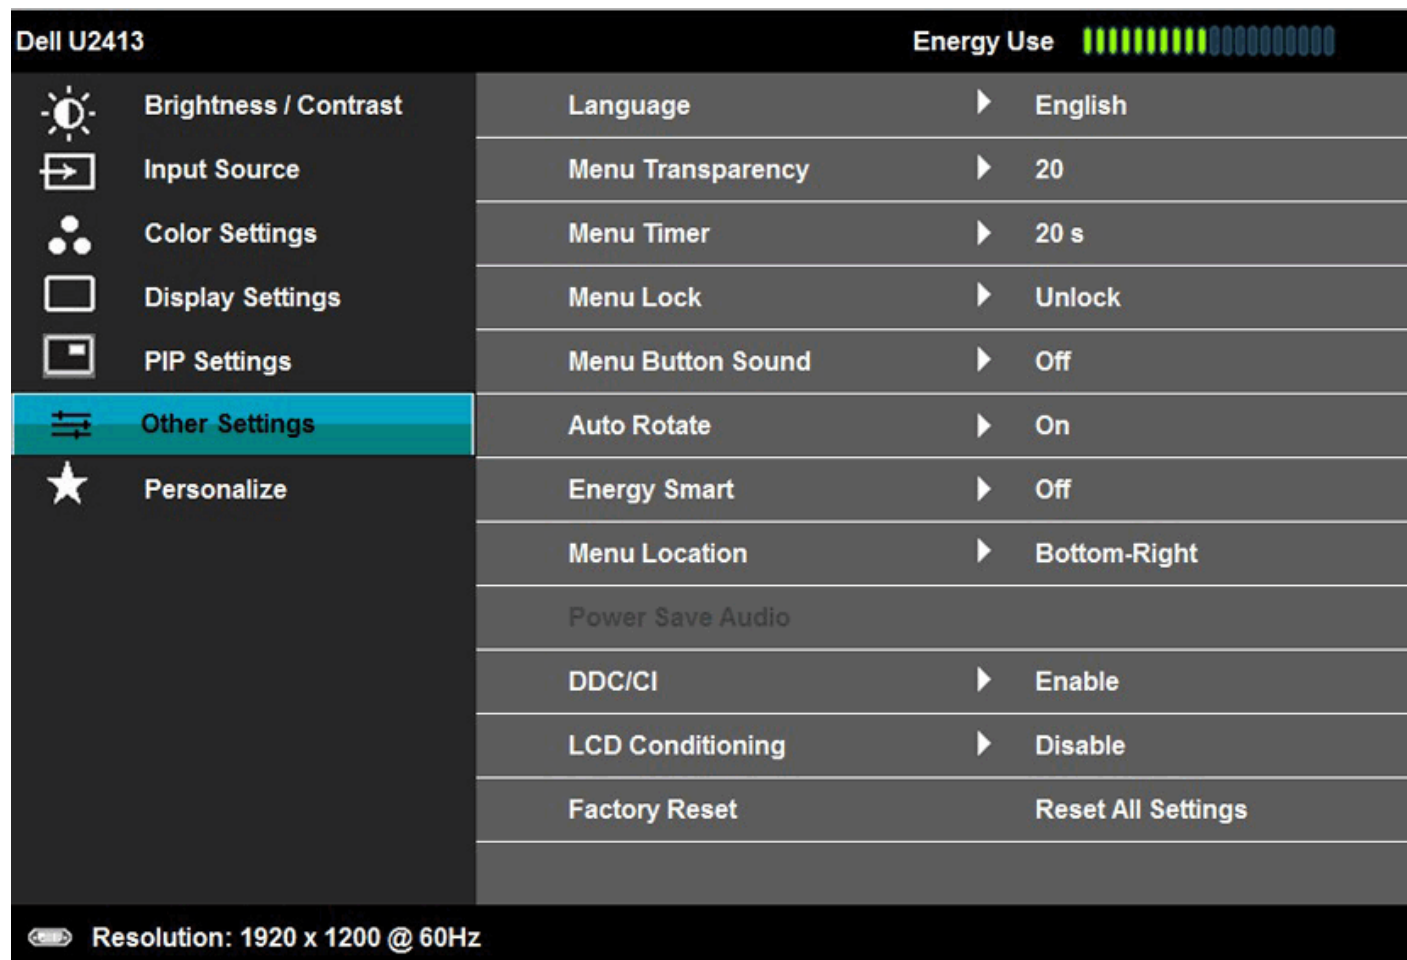 Dell U2413 Energy Use
Brightness / Contrast
Input Source
Color Settings
Display Settings
PIP Settings
Other Settings
Personalize
Language English
Menu Transparency 20
Menu Timer 20 s
Menu Lock Unlock
Menu Button Sound Off
Auto Rotate On
Energy Smart Off
Menu Location Bottom-Right
Power Save Audio
DDC/CI Enable
LCD Conditioning Disable
Factory Reset Reset All Settings
Resolution: 1920 x 1200 @ 60Hz